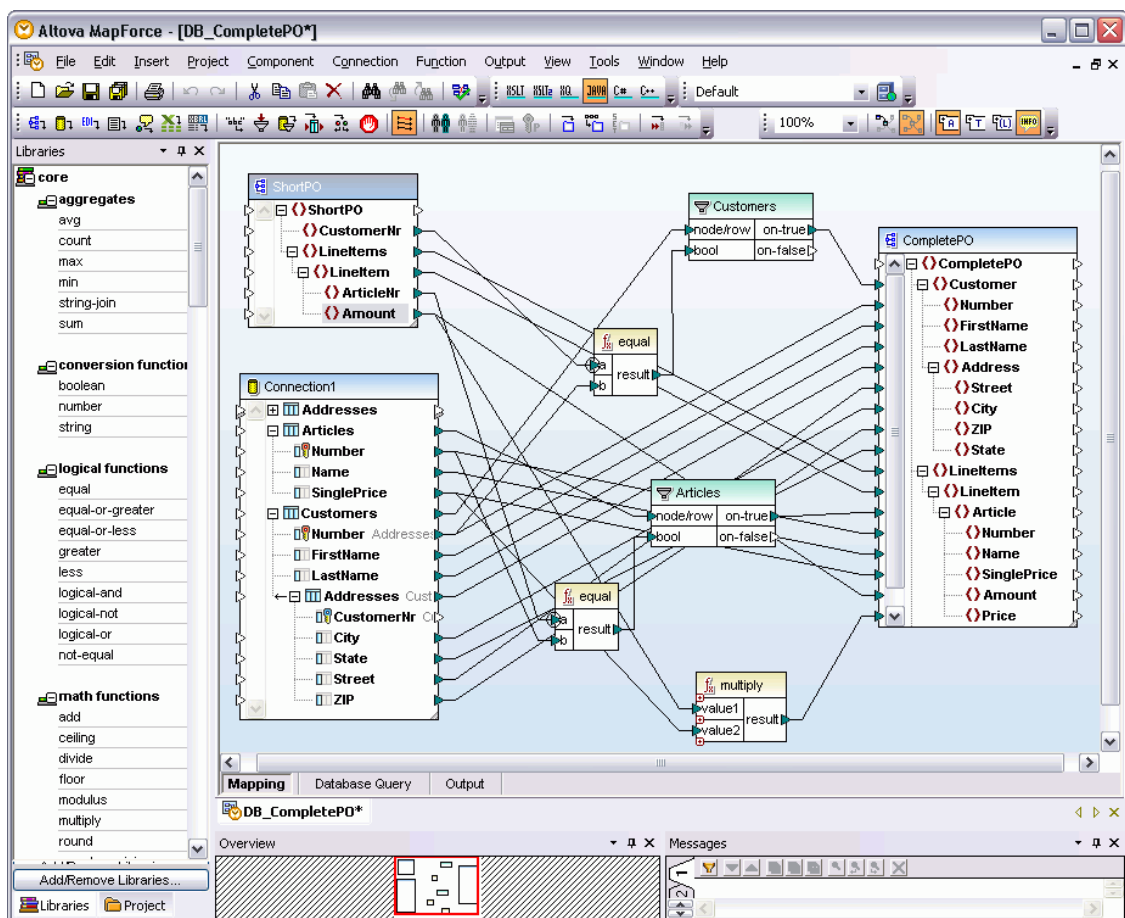 Altova MapForce - [DB_CompletePO*]
File Edit Insert Project Component Connection Function Output View Tools Window Help
XSLT XSLT2 XQ JAVA C# C++ Default
EDI 100% A T INFO
Libraries
core
aggregates
avg
count
max
min
string-join
sum
conversion function
boolean
number
string
logical functions
equal
equal-or-greater
equal-or-less
greater
less
logical-and
logical-not
logical-or
not-equal
math functions
add
ceiling
divide
floor
modulus
multiply
round
Add/Remove Libraries...
Libraries Project
ShortPO
ShortPO
CustomerNr
LineItems
LineItem
ArticleNr
Amount
Connection1
Addresses
Articles
Number
Name
SinglePrice
Customers
Number Addresses
FirstName
LastName
Addresses Cust
CustomerNr
City
State
Street
ZIP
Customers
node/row on-true
bool on-false
equal
a
result
b
Articles
node/row on-true
bool on-false
equal
a
result
b
multiply
value1
result
value2
CompletePO
CompletePO
Customer
Number
FirstName
LastName
Address
Street
City
ZIP
State
LineItems
LineItem
Article
Number
Name
SinglePrice
Amount
Price
Mapping Database Query Output
DB_CompletePO*
Overview
Messages
1
2